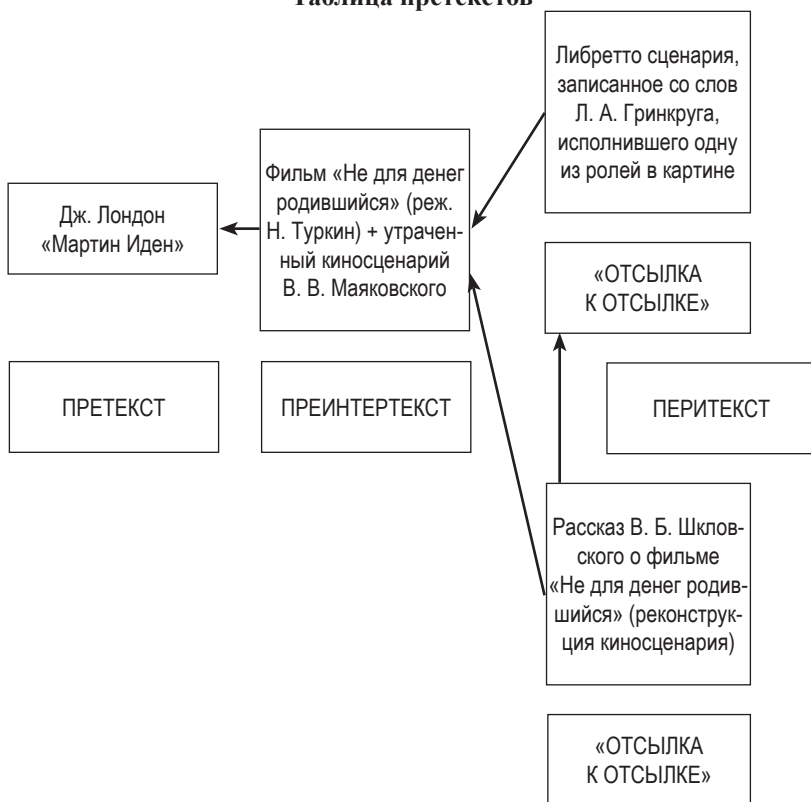 Таблица претекстов
Либретто сценария,
записанное со слов
Л. А. Гринкруга,
исполнившего одну
из ролей в картине
Фильм «Не для денег
родившийся» (реж.
Н. Туркин) + утрачен-
ный киносценарий
В. В. Маяковского
Дж. Лондон
«Мартин Иден»
«ОТСЫЛКА
К ОТСЫЛКЕ»
ПРЕТЕКСТ
ПРЕИНТЕРТЕКСТ
ПЕРИТЕКСТ
Рассказ В. Б. Шклов-
ского о фильме
«Не для денег родив-
шийся» (реконструк-
ция киносценария)
«ОТСЫЛКА
К ОТСЫЛКЕ»